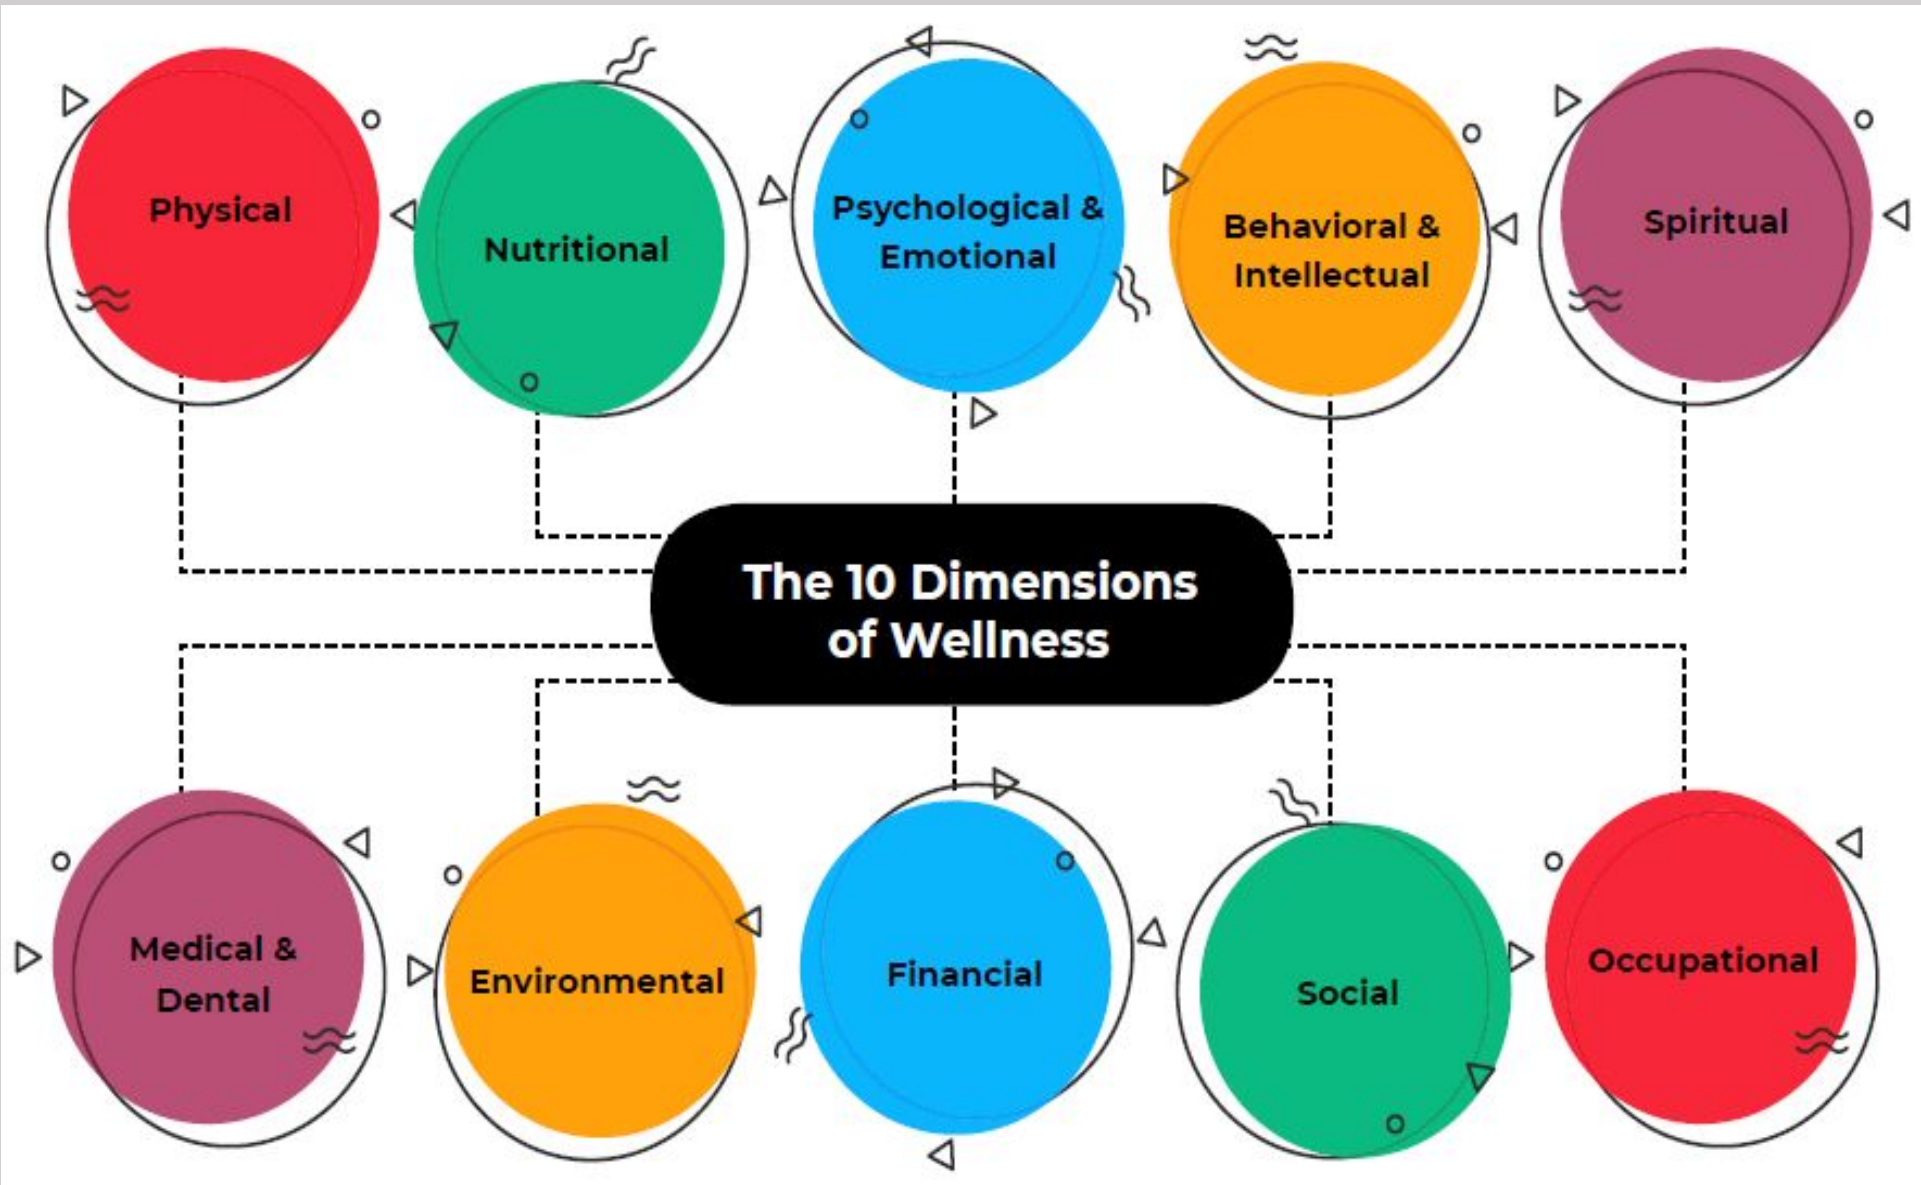 Physical
Nutritional
Psychological &
Emotional
Behavioral &
Intellectual
Spiritual
The 10 Dimensions
of Wellness
Medical &
Dental
Environmental
Financial
Social
Occupational